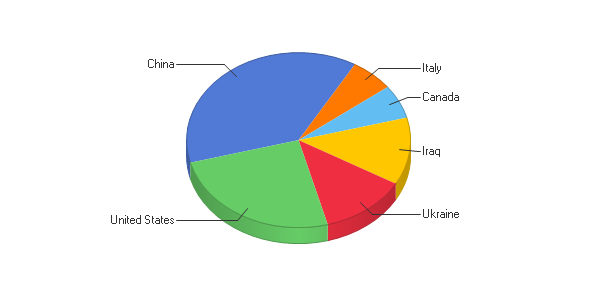 China
Italy
Canada
Iraq
Ukraine
United States